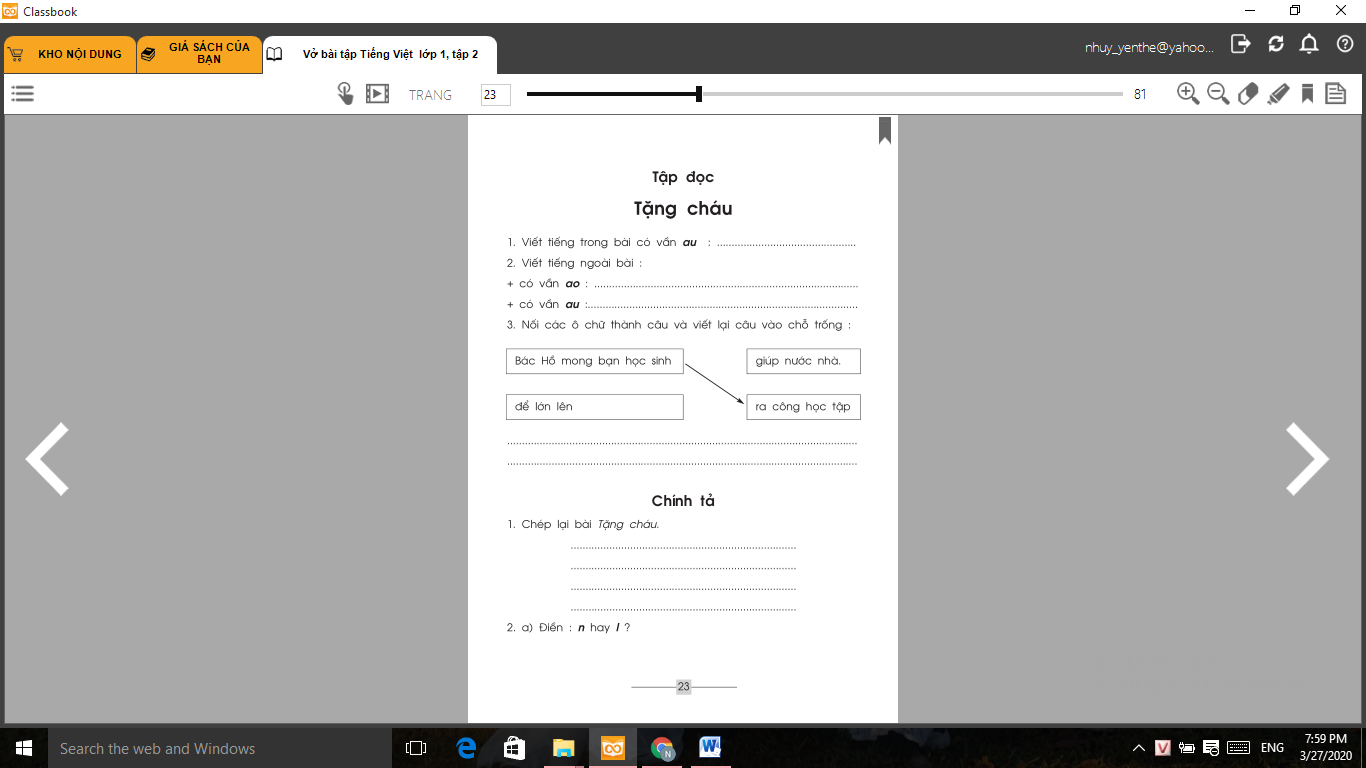 Classbook
KHO NỘI DUNG
GIÁ SÁCH CỦA BẠN
Vở bài tập Tiếng Việt lớp 1, tập 2
nhuy_yenthe@yahoo...
TRANG 23 81
Tập đọc
Tặng cháu
1. Viết tiếng trong bài có vần au : ...............................................
2. Viết tiếng ngoài bài :
+ có vần ao : .........................................................................................
+ có vần au :...........................................................................................
3. Nối các ô chữ thành câu và viết lại câu vào chỗ trống :
Bác Hồ mong bạn học sinh giúp nước nhà.
để lớn lên ra công học tập
......................................................................................................................
......................................................................................................................
Chính tả
1. Chép lại bài Tặng cháu.
............................................................................
............................................................................
............................................................................
............................................................................
2. a) Điền : n hay l ?
23
Search the web and Windows
ENG
7:59 PM
3/27/2020